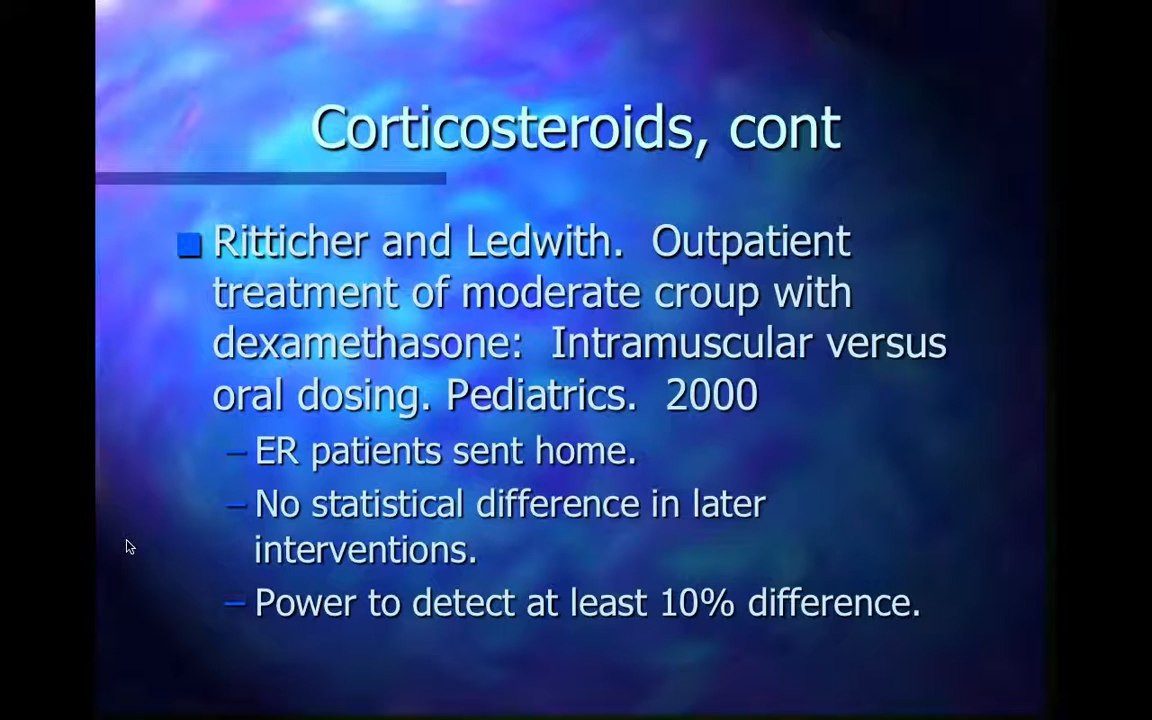 Corticosteroids, cont
Ritticher and Ledwith.  Outpatient
treatment of moderate croup with
dexamethasone:  Intramuscular versus
oral dosing. Pediatrics.  2000
– ER patients sent home.
– No statistical difference in later
interventions.
– Power to detect at least 10% difference.